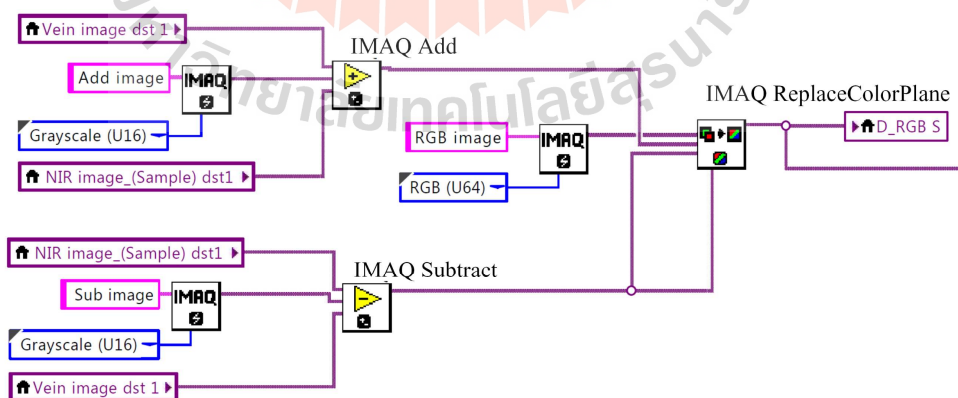 Vein image dst 1
IMAQ Add
Add image
IMAQ
Grayscale (U16)
NIR image_(Sample) dst1
RGB image
IMAQ
RGB (U64)
IMAQ ReplaceColorPlane
D_RGB S
NIR image_(Sample) dst1
IMAQ Subtract
Sub image
IMAQ
Grayscale (U16)
Vein image dst 1